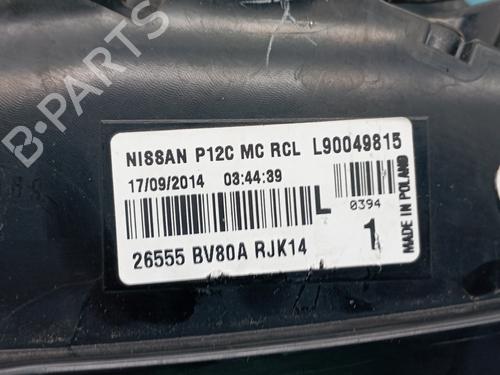 NISSAN P12C MC RCL L90049815
17/09/2014 03:44:39
L
0394
1
26555 BV80A RJK14
MADE IN POLAND
B-PARTS